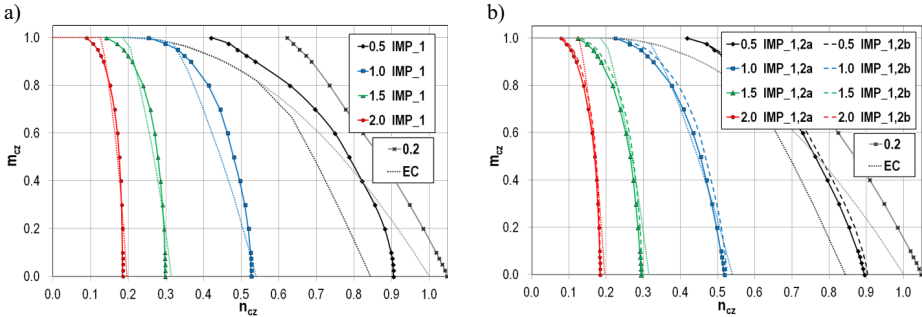 a)
m_cz
1.0
0.8
0.6
0.4
0.2
0.0
0.5 IMP_1
1.0 IMP_1
1.5 IMP_1
2.0 IMP_1
0.2
EC
0.0 0.1 0.2 0.3 0.4 0.5 0.6 0.7 0.8 0.9 1.0
n_cz
b)
m_cz
1.0
0.8
0.6
0.4
0.2
0.0
0.5 IMP_1,2a 0.5 IMP_1,2b
1.0 IMP_1,2a 1.0 IMP_1,2b
1.5 IMP_1,2a 1.5 IMP_1,2b
2.0 IMP_1,2a 2.0 IMP_1,2b
0.2
EC
0.0 0.1 0.2 0.3 0.4 0.5 0.6 0.7 0.8 0.9 1.0
n_cz